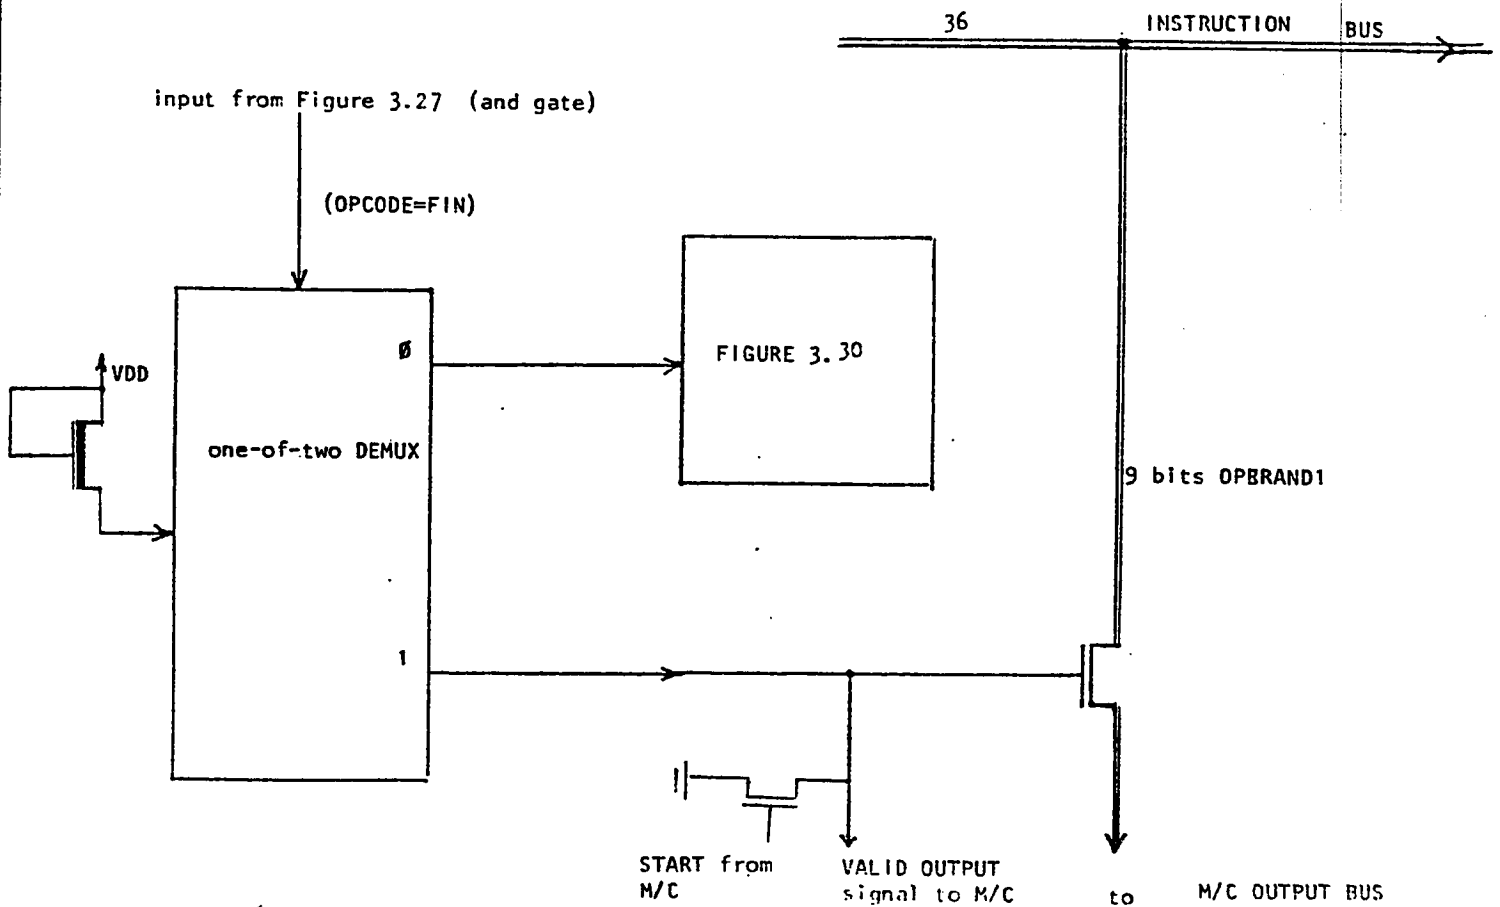 36 INSTRUCTION BUS
input from Figure 3.27 (and gate)
(OPCODE=FIN)
Ø
FIGURE 3.30
VDD
one-of-two DEMUX
9 bits OPBRAND1
1
START from
M/C
VALID OUTPUT
signal to M/C
to M/C OUTPUT BUS